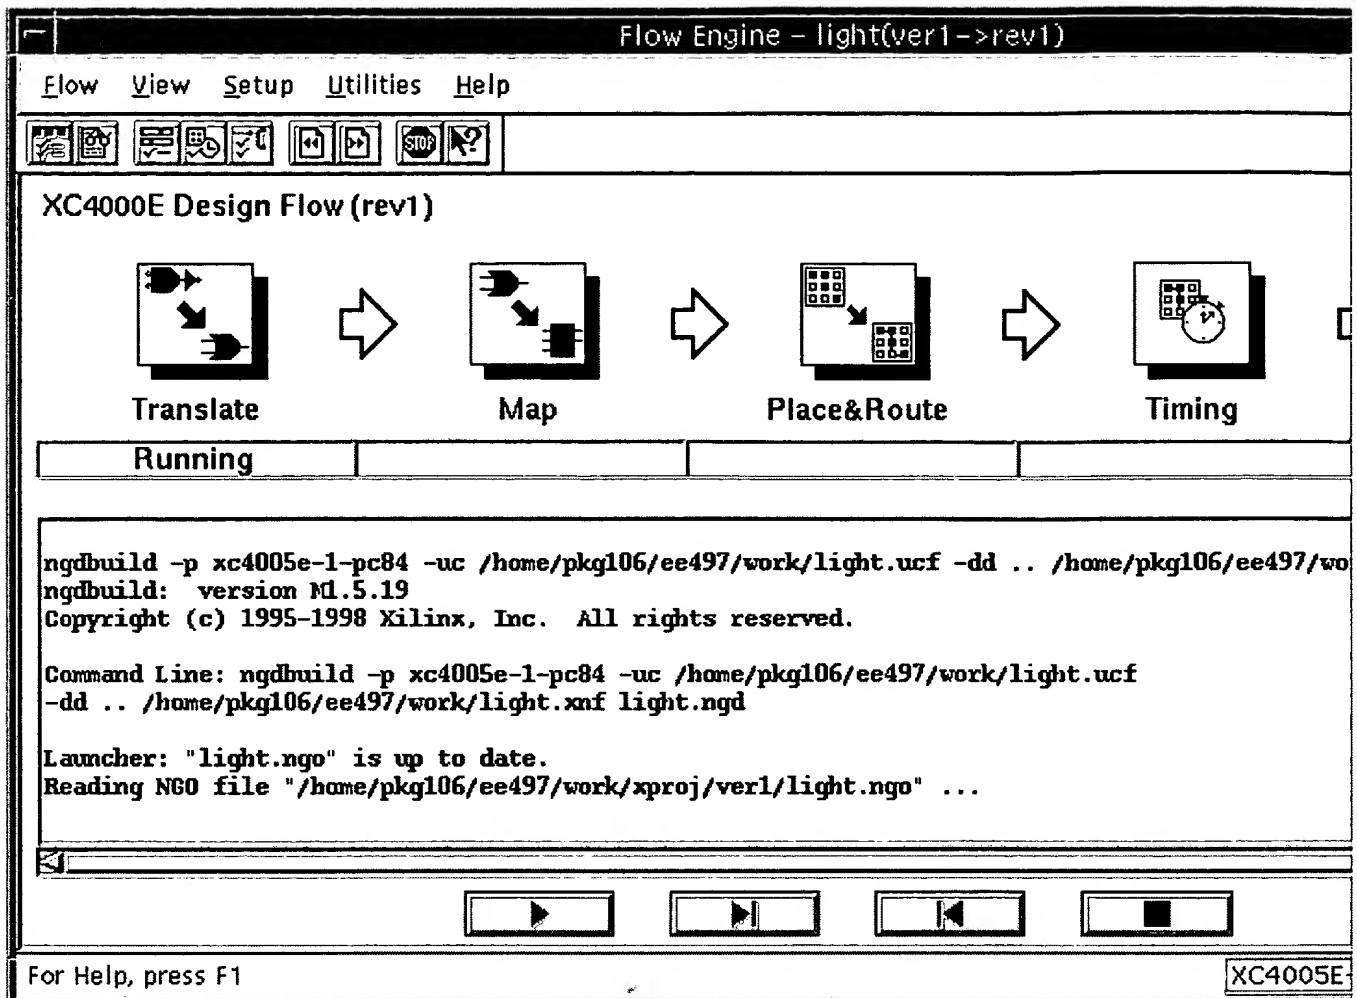 Flow Engine – light(ver1->rev1)
Flow View Setup Utilities Help
STOP ?
XC4000E Design Flow (rev1)
Translate Map Place&Route Timing
Running
ngdbuild -p xc4005e-1-pc84 -uc /home/pkg106/ee497/work/light.ucf -dd .. /home/pkg106/ee497/wo
ngdbuild: version M1.5.19
Copyright (c) 1995-1998 Xilinx, Inc. All rights reserved.
Command Line: ngdbuild -p xc4005e-1-pc84 -uc /home/pkg106/ee497/work/light.ucf
-dd .. /home/pkg106/ee497/work/light.xnf light.ngd
Launcher: "light.ngo" is up to date.
Reading NGO file "/home/pkg106/ee497/work/xproj/ver1/light.ngo" ...
For Help, press F1
XC4005E-